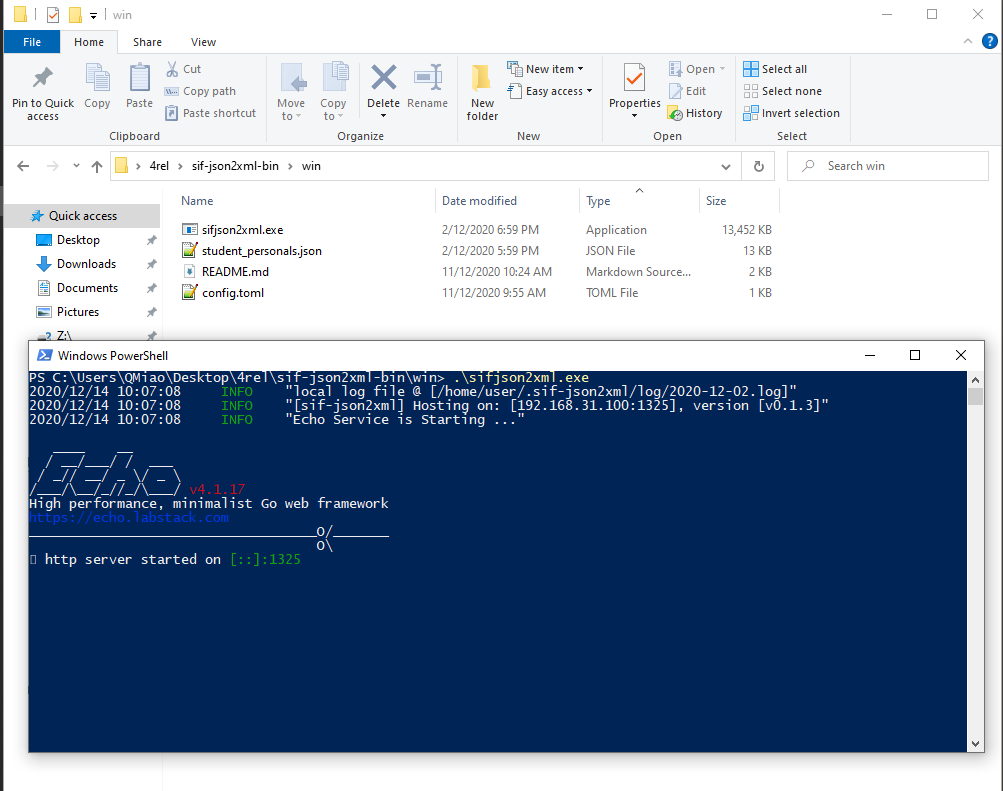 win
File Home Share View
Pin to Quick access
Copy
Paste
Cut
Copy path
Paste shortcut
Clipboard
Move to
Copy to
Delete
Rename
Organize
New folder
New item
Easy access
New
Properties
Open
Edit
History
Open
Select all
Select none
Invert selection
Select
4rel › sif-json2xml-bin › win
Search win
Name Date modified Type Size
Quick access
Desktop
Downloads
Documents
Pictures
Z:\
sifjson2xml.exe 2/12/2020 6:59 PM Application 13,452 KB
student_personals.json 2/12/2020 5:59 PM JSON File 13 KB
README.md 11/12/2020 10:24 AM Markdown Source... 2 KB
config.toml 11/12/2020 9:55 AM TOML File 1 KB
Windows PowerShell
PS C:\Users\QMiao\Desktop\4rel\sif-json2xml-bin\win> .\sifjson2xml.exe
2020/12/14 10:07:08 INFO "local log file @ [/home/user/.sif-json2xml/log/2020-12-02.log]"
2020/12/14 10:07:08 INFO "[sif-json2xml] Hosting on: [192.168.31.100:1325], version [v0.1.3]"
2020/12/14 10:07:08 INFO "Echo Service is Starting ..."
Echo v4.1.17
High performance, minimalist Go web framework
https://echo.labstack.com
____________________________________O/_______
O\
http server started on [::]:1325